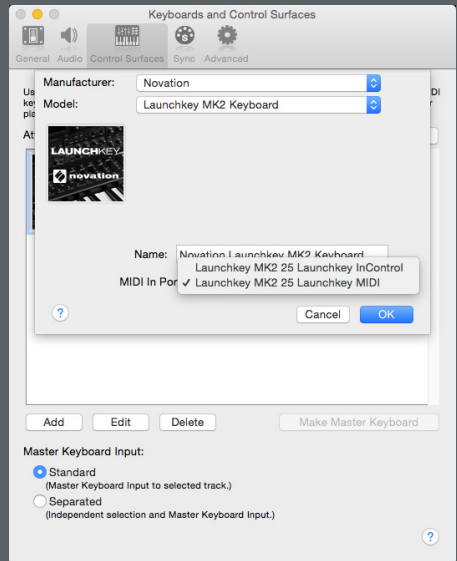 Keyboards and Control Surfaces
General Audio Control Surfaces Sync Advanced
Manufacturer: Novation
Model: Launchkey MK2 Keyboard
LAUNCHKEY
novation
Name: Novation Launchkey MK2 Keyboard
Launchkey MK2 25 Launchkey InControl
MIDI In Por ✓ Launchkey MK2 25 Launchkey MIDI
? Cancel OK
Add Edit Delete Make Master Keyboard
Master Keyboard Input:
Standard
(Master Keyboard Input to selected track.)
Separated
(Independent selection and Master Keyboard Input.)
?